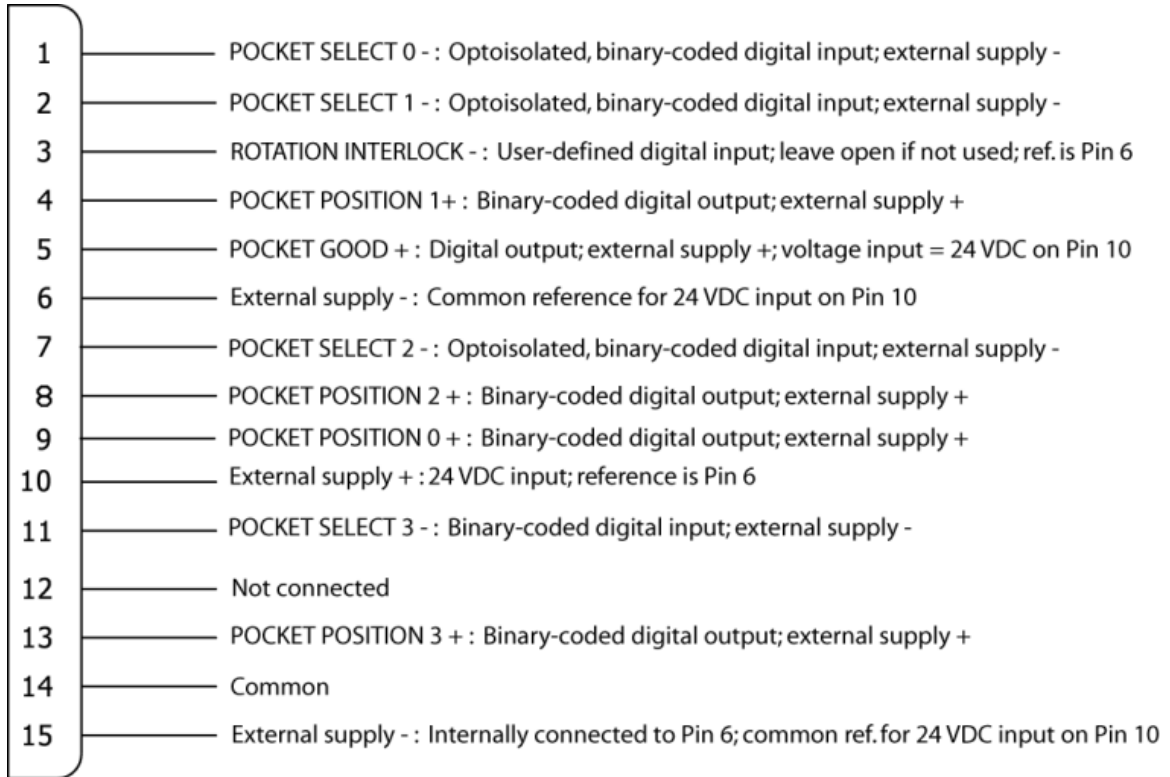 1 POCKET SELECT 0 - : Optoisolated, binary-coded digital input; external supply -
2 POCKET SELECT 1 - : Optoisolated, binary-coded digital input; external supply -
3 ROTATION INTERLOCK - : User-defined digital input; leave open if not used; ref. is Pin 6
4 POCKET POSITION 1+ : Binary-coded digital output; external supply +
5 POCKET GOOD + : Digital output; external supply +; voltage input = 24 VDC on Pin 10
6 External supply - : Common reference for 24 VDC input on Pin 10
7 POCKET SELECT 2 - : Optoisolated, binary-coded digital input; external supply -
8 POCKET POSITION 2 + : Binary-coded digital output; external supply +
9 POCKET POSITION 0 + : Binary-coded digital output; external supply +
10 External supply + : 24 VDC input; reference is Pin 6
11 POCKET SELECT 3 - : Binary-coded digital input; external supply -
12 Not connected
13 POCKET POSITION 3 + : Binary-coded digital output; external supply +
14 Common
15 External supply - : Internally connected to Pin 6; common ref. for 24 VDC input on Pin 10